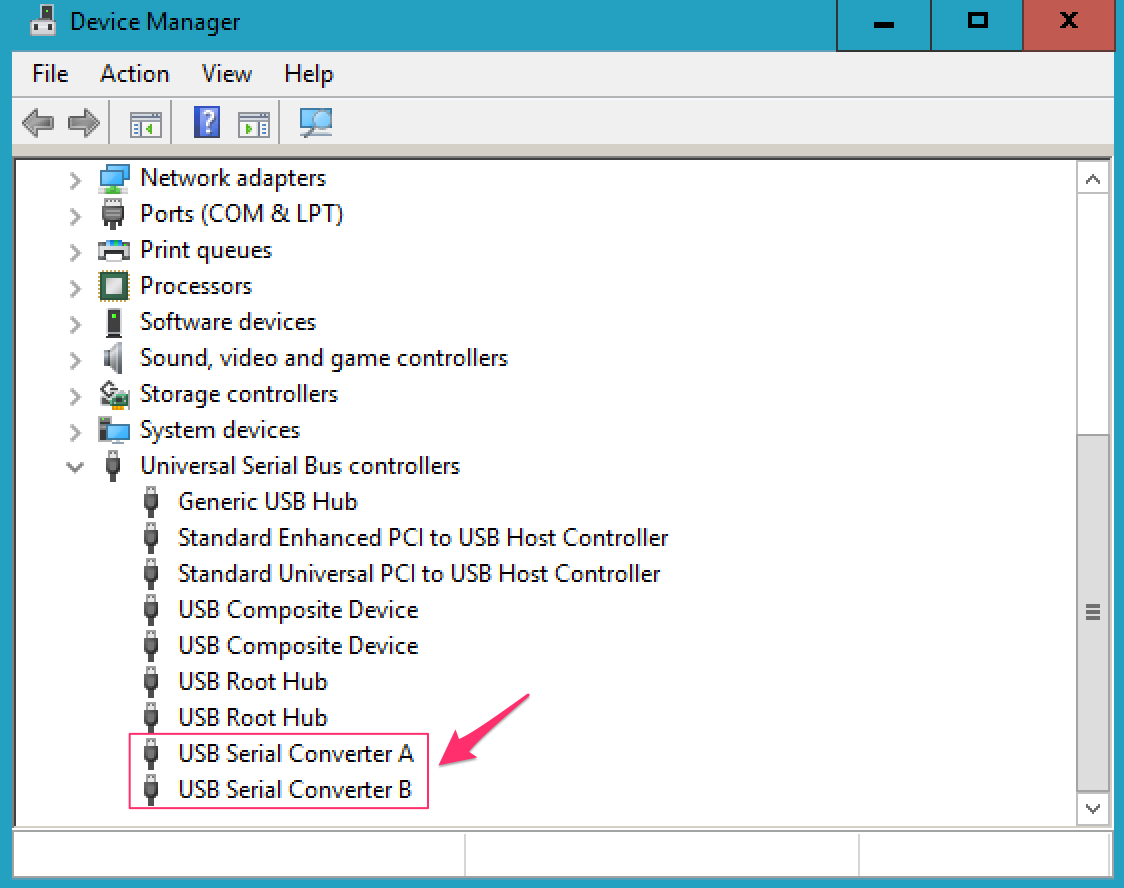 Device Manager
File Action View Help
Network adapters
Ports (COM & LPT)
Print queues
Processors
Software devices
Sound, video and game controllers
Storage controllers
System devices
Universal Serial Bus controllers
Generic USB Hub
Standard Enhanced PCI to USB Host Controller
Standard Universal PCI to USB Host Controller
USB Composite Device
USB Composite Device
USB Root Hub
USB Root Hub
USB Serial Converter A
USB Serial Converter B